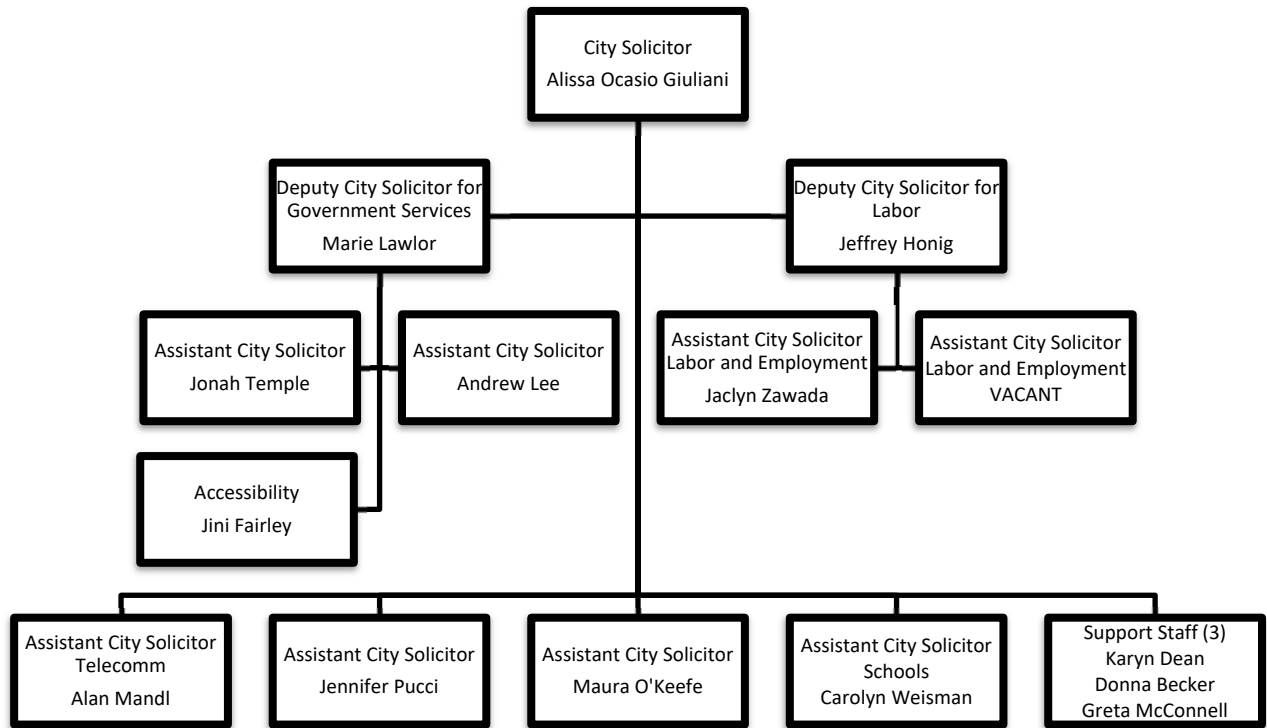 City Solicitor
Alissa Ocasio Giuliani
Deputy City Solicitor for
Government Services
Marie Lawlor
Deputy City Solicitor for
Labor
Jeffrey Honig
Assistant City Solicitor
Jonah Temple
Assistant City Solicitor
Andrew Lee
Assistant City Solicitor
Labor and Employment
Jaclyn Zawada
Assistant City Solicitor
Labor and Employment
VACANT
Accessibility
Jini Fairley
Assistant City Solicitor
Telecomm
Alan Mandl
Assistant City Solicitor
Jennifer Pucci
Assistant City Solicitor
Maura O'Keefe
Assistant City Solicitor
Schools
Carolyn Weisman
Support Staff (3)
Karyn Dean
Donna Becker
Greta McConnell